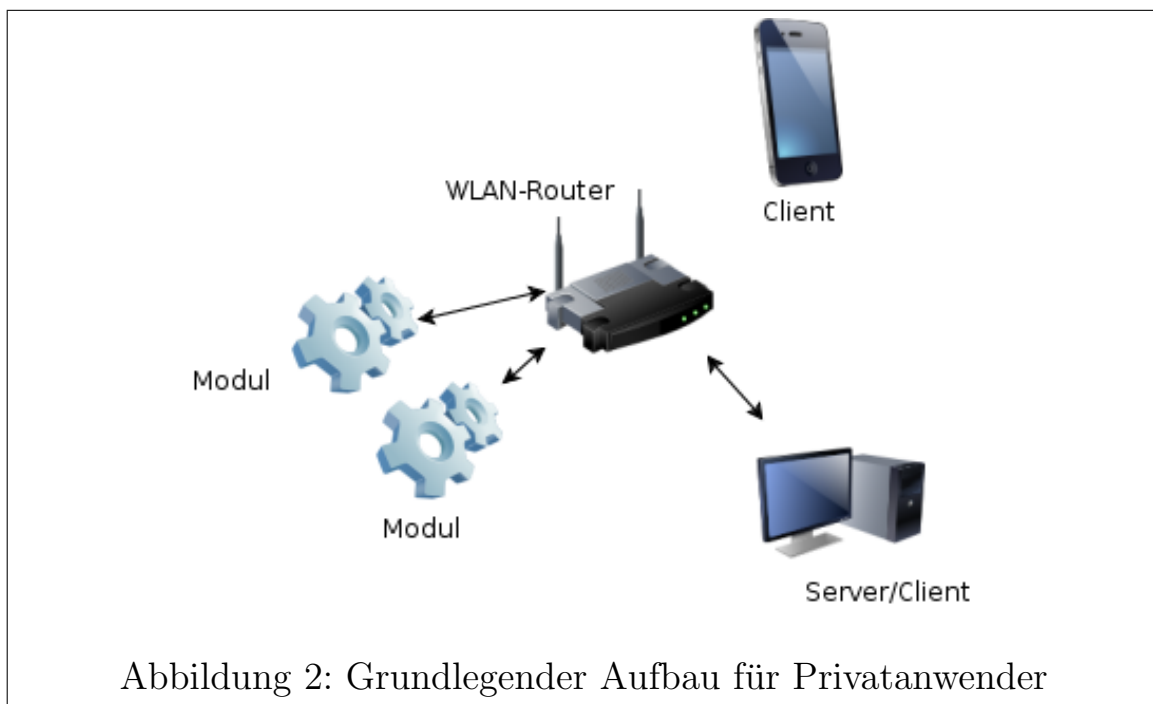 WLAN-Router
Client
Modul
Modul
Server/Client
Abbildung 2: Grundlegender Aufbau für Privatanwender